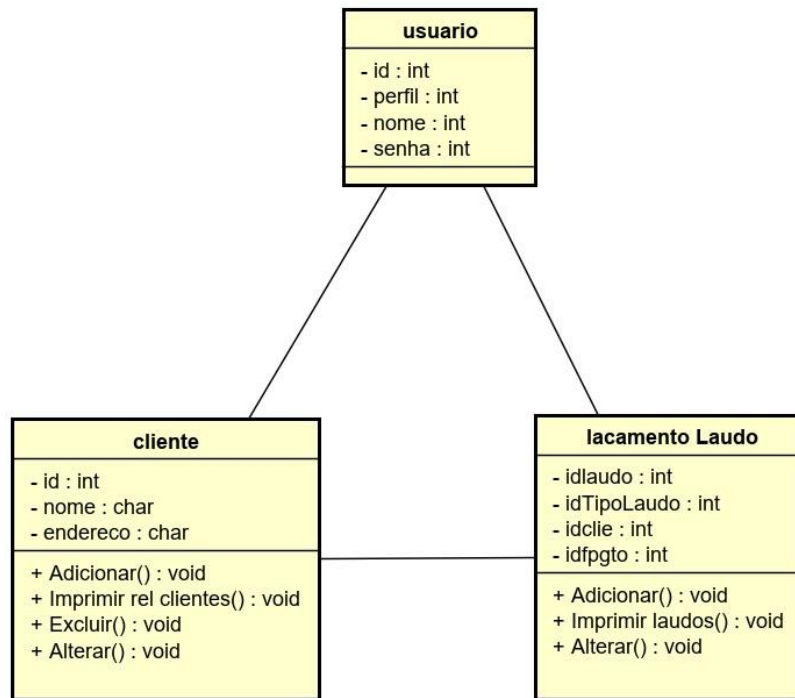 usuario
- id : int
- perfil : int
- nome : int
- senha : int
cliente
- id : int
- nome : char
- endereco : char
+ Adicionar() : void
+ Imprimir rel clientes() : void
+ Excluir() : void
+ Alterar() : void
lacamento Laudo
- idlaudo : int
- idTipoLaudo : int
- idclie : int
- idfpgto : int
+ Adicionar() : void
+ Imprimir laudos() : void
+ Alterar() : void